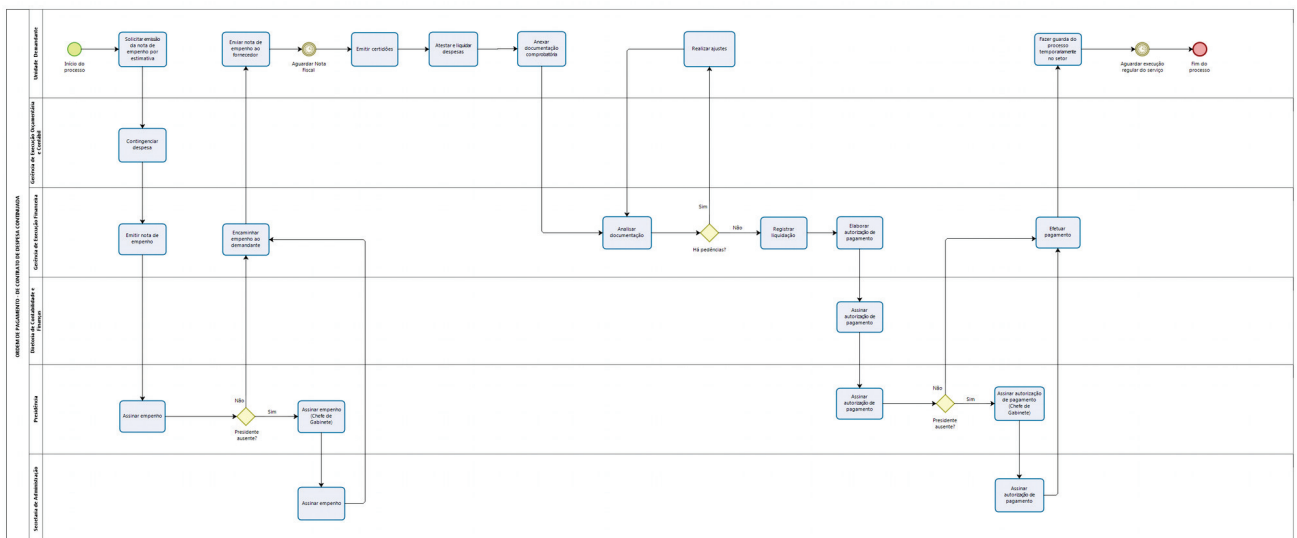 ORDEM DE PAGAMENTO - DE CONTRATO DE DESPESA CONTINUADA
Unidade Demandante
Início do
processo
Solicitar emissão
da nota de
empenho por
estimativa
Enviar nota de
empenho ao
fornecedor
Aguardar Nota
Fiscal
Emitir certidões
Atestar e liquidar
despesas
Anexar
documentação
comprobatória
Realizar ajustes
Fazer guarda do
processo
temporariamente
no setor
Aguardar execução
regular do serviço
Fim do
processo
Gerência de Execução Orçamentária
e Contábil
Contingenciar
despesa
Gerência de Execução Financeira
Emitir nota de
empenho
Encaminhar
empenho ao
demandante
Analisar
documentação
Sim
Há pedências?
Não
Registrar
liquidação
Elaborar
autorização de
pagamento
Efetuar
pagamento
Diretoria de Contabilidade e
Finanças
Assinar
autorização de
pagamento
Presidência
Assinar empenho
Não
Presidente
ausente?
Sim
Assinar empenho
(Chefe de
Gabinete)
Assinar
autorização de
pagamento
Não
Presidente
ausente?
Sim
Assinar autorização
de pagamento
(Chefe de
Gabinete)
Secretaria de Administração
Assinar empenho
Assinar
autorização de
pagamento